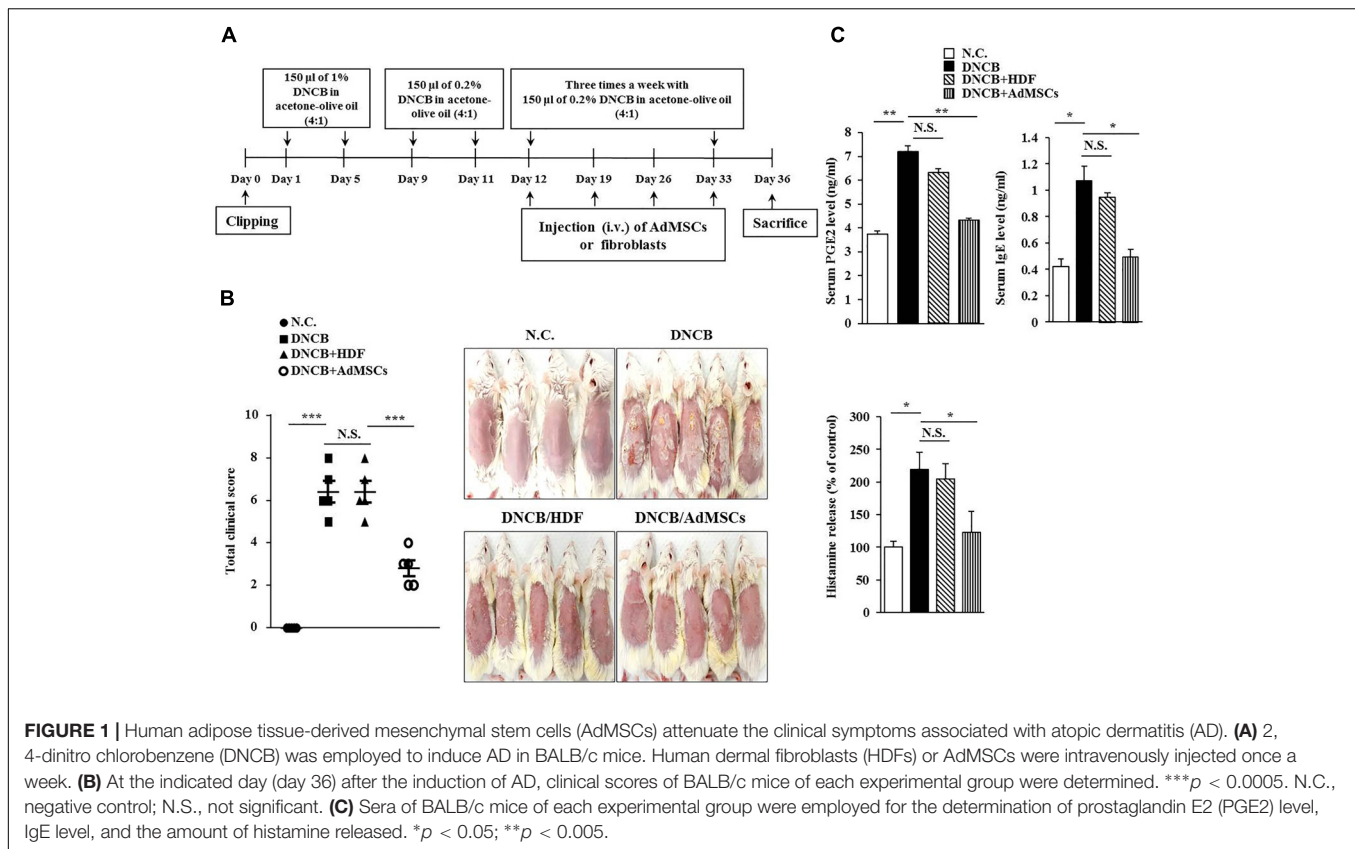 A
150 µl of 1%
DNCB in
acetone-olive oil
(4:1)
150 µl of 0.2%
DNCB in acetone-
olive oil (4:1)
Three times a week with
150 µl of 0.2% DNCB in acetone-olive oil
(4:1)
Day 0
Day 1
Day 5
Day 9
Day 11
Day 12
Day 19
Day 26
Day 33
Day 36
Clipping
Injection (i.v.) of AdMSCs
or fibroblasts
Sacrifice
B
N.C.
DNCB
DNCB+HDF
DNCB+AdMSCs
***
***
N.S.
10
8
6
4
2
0
Total clinical score
N.C.
DNCB
DNCB/HDF
DNCB/AdMSCs
C
N.C.
DNCB
DNCB+HDF
DNCB+AdMSCs
**
**
N.S.
8
7
6
5
4
3
2
1
0
Serum PGE2 level (ng/ml)
*
*
N.S.
1.4
1.2
1
0.8
0.6
0.4
0.2
0
Serum IgE level (ng/ml)
*
*
N.S.
300
250
200
150
100
50
0
Histamine release (% of control)
FIGURE 1 | Human adipose tissue-derived mesenchymal stem cells (AdMSCs) attenuate the clinical symptoms associated with atopic dermatitis (AD). (A) 2,
4-dinitro chlorobenzene (DNCB) was employed to induce AD in BALB/c mice. Human dermal fibroblasts (HDFs) or AdMSCs were intravenously injected once a
week. (B) At the indicated day (day 36) after the induction of AD, clinical scores of BALB/c mice of each experimental group were determined. ***p < 0.0005. N.C.,
negative control; N.S., not significant. (C) Sera of BALB/c mice of each experimental group were employed for the determination of prostaglandin E2 (PGE2) level,
IgE level, and the amount of histamine released. *p < 0.05; **p < 0.005.